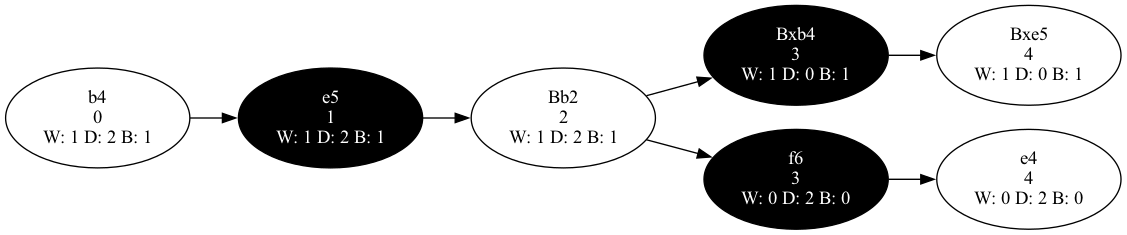 b4
0
W: 1 D: 2 B: 1
e5
1
W: 1 D: 2 B: 1
Bb2
2
W: 1 D: 2 B: 1
Bxb4
3
W: 1 D: 0 B: 1
Bxe5
4
W: 1 D: 0 B: 1
f6
3
W: 0 D: 2 B: 0
e4
4
W: 0 D: 2 B: 0